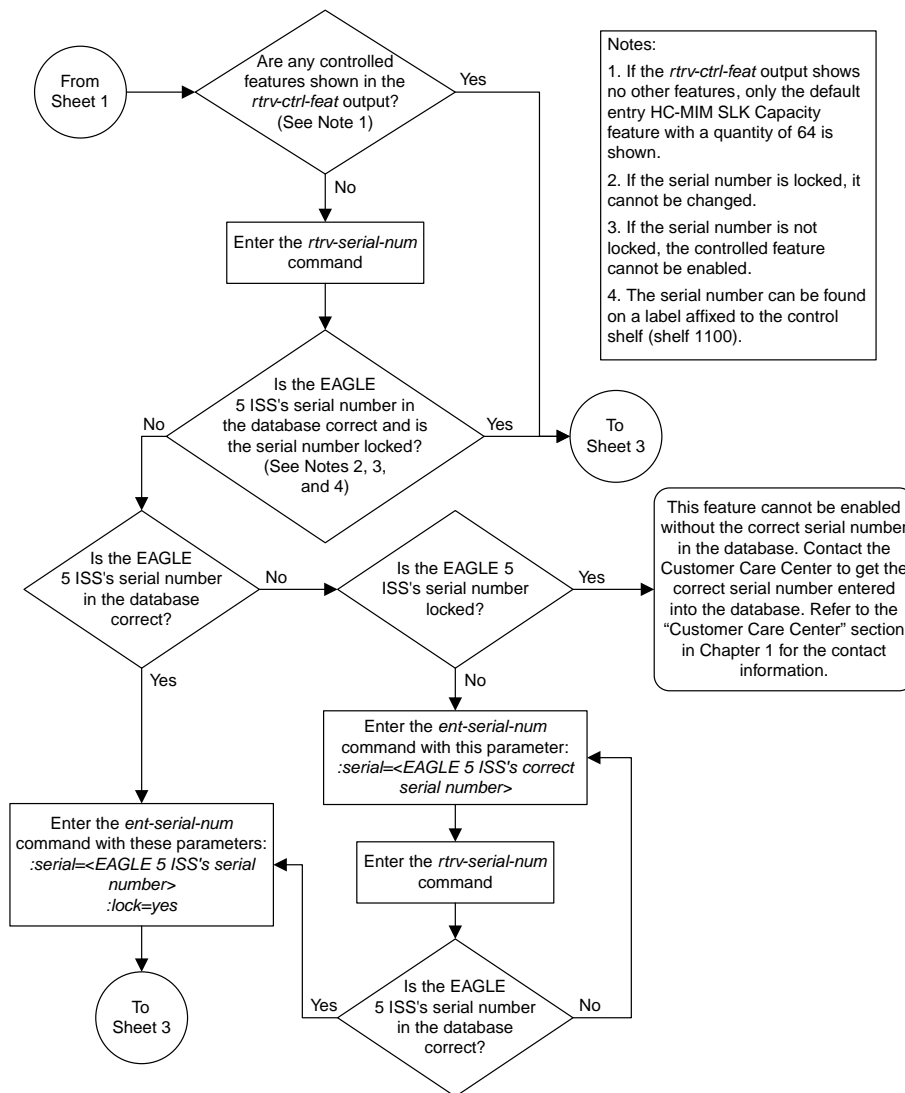 From
Sheet 1
Are any controlled
features shown in the
rtrv-ctrl-feat output?
(See Note 1)
Yes
No
Notes:
1. If the rtrv-ctrl-feat output shows
no other features, only the default
entry HC-MIM SLK Capacity
feature with a quantity of 64 is
shown.
2. If the serial number is locked, it
cannot be changed.
3. If the serial number is not
locked, the controlled feature
cannot be enabled.
4. The serial number can be found
on a label affixed to the control
shelf (shelf 1100).
Enter the rtrv-serial-num
command
Is the EAGLE
5 ISS's serial number in
the database correct and is
the serial number locked?
(See Notes 2, 3,
and 4)
No
Yes
To
Sheet 3
Is the EAGLE
5 ISS's serial number
in the database
correct?
No
Yes
Is the EAGLE 5
ISS's serial number
locked?
Yes
No
This feature cannot be enabled
without the correct serial number
in the database. Contact the
Customer Care Center to get the
correct serial number entered
into the database. Refer to the
“Customer Care Center” section
in Chapter 1 for the contact
information.
Enter the ent-serial-num
command with this parameter:
:serial=<EAGLE 5 ISS's correct
serial number>
Enter the ent-serial-num
command with these parameters:
:serial=<EAGLE 5 ISS's serial
number>
:lock=yes
Enter the rtrv-serial-num
command
Is the EAGLE
5 ISS's serial number
in the database
correct?
Yes
No
To
Sheet 3